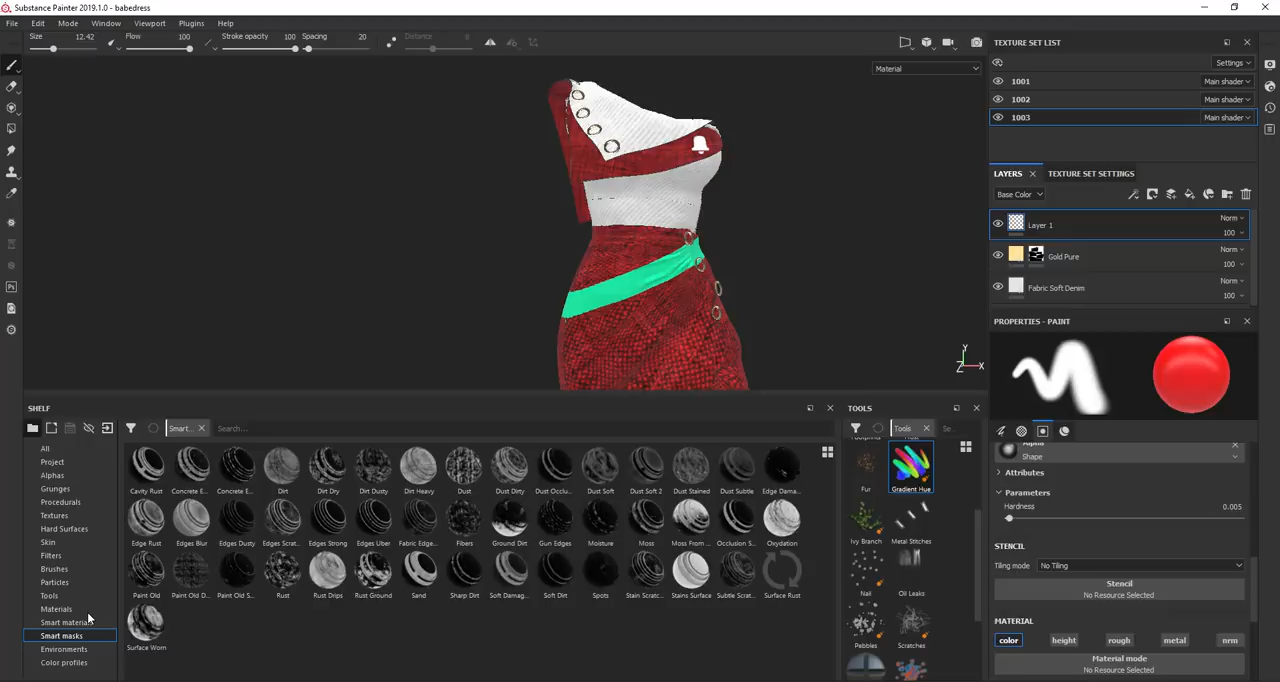 Substance Painter 2019.1.0 - babedress
File Edit Mode Window Viewport Plugins Help
Size 12.42 Flow 100 Stroke opacity 100 Spacing 20 Distance 8
Material
TEXTURE SET LIST
Settings
1001 Main shader
1002 Main shader
1003 Main shader
LAYERS TEXTURE SET SETTINGS
Base Color
Layer 1 Norm 100
Gold Pure Norm 100
Fabric Soft Denim Norm 100
PROPERTIES - PAINT
Alpha
Shape
Attributes
Parameters
Hardness 0.005
STENCIL
Tiling mode No Tiling
Stencil
No Resource Selected
MATERIAL
color height rough metal nrm
Material mode
No Resource Selected
Y
Z X
SHELF
Smart... Search...
All
Project
Alphas
Grunges
Procedurals
Textures
Hard Surfaces
Skin
Filters
Brushes
Particles
Tools
Materials
Smart materials
Smart masks
Environments
Color profiles
Cavity Rust Concrete E... Concrete E... Dirt Dirt Dry Dirt Dusty Dirt Heavy Dust Dust Dirty Dust Occlu... Dust Soft Dust Soft 2 Dust Stained Dust Subtle Edge Dama...
Edge Rust Edges Blur Edges Dusty Edges Scrat... Edges Strong Edges Uber Fabric Edge... Fibers Ground Dirt Gun Edges Moisture Moss Moss From ... Occlusion S... Oxydation
Paint Old Paint Old D... Paint Old S... Rust Rust Drips Rust Ground Sand Sharp Dirt Soft Damag... Soft Dirt Spots Stain Scratc... Stains Surface Subtle Scrat... Surface Rust
Surface Worn
TOOLS
Tools Se...
Fur Gradient Hue
Ivy Branch Metal Stitches
Nail Oil Leaks
Pebbles Scratches
Ps